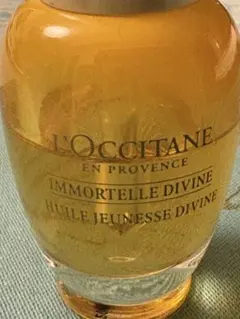 L'OCCITANE
EN PROVENCE
IMMORTELLE DIVINE
HUILE JEUNESSE DIVINE